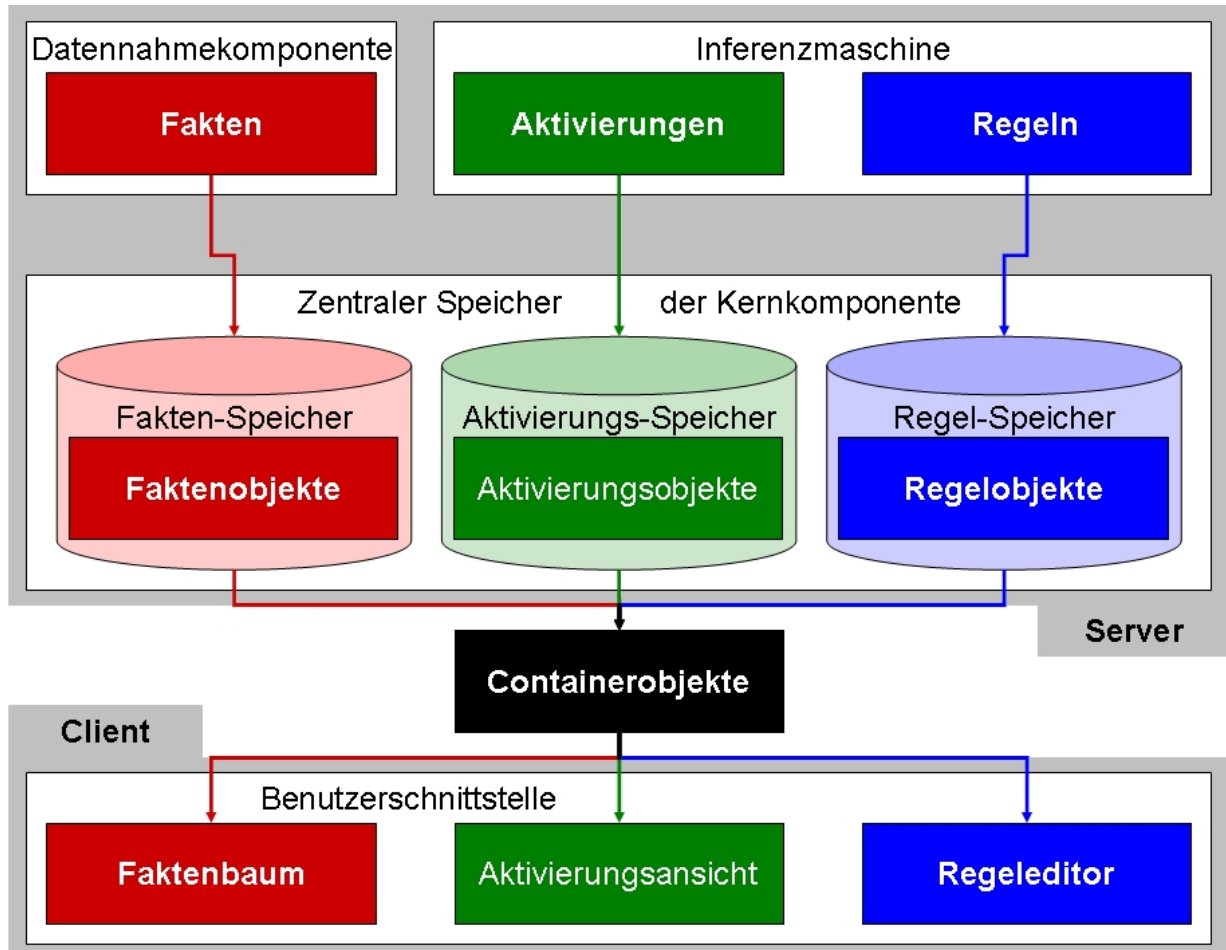 Datennahmekomponente
Inferenzmaschine
Fakten
Aktivierungen
Regeln
Zentraler Speicher der Kernkomponente
Fakten-Speicher
Aktivierungs-Speicher
Regel-Speicher
Faktenobjekte
Aktivierungsobjekte
Regelobjekte
Server
Containerobjekte
Client
Benutzerschnittstelle
Faktenbaum
Aktivierungsansicht
Regeleditor